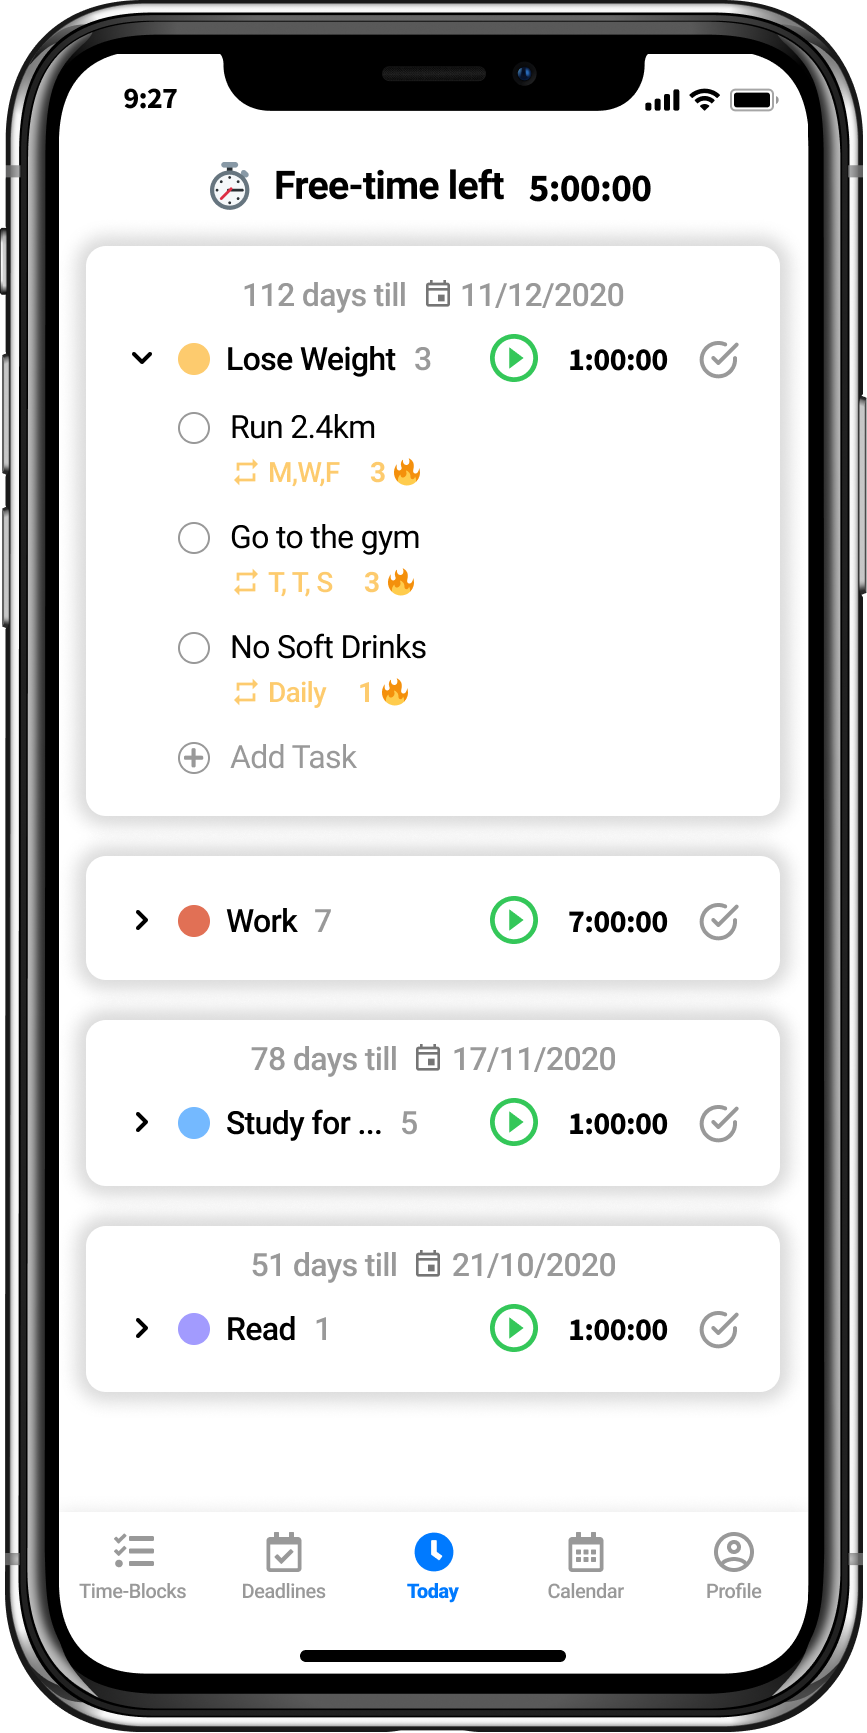 9:27
Free-time left 5:00:00
112 days till 11/12/2020
Lose Weight 3 1:00:00
Run 2.4km
M,W,F 3
Go to the gym
T, T, S 3
No Soft Drinks
Daily 1
Add Task
Work 7 7:00:00
78 days till 17/11/2020
Study for ... 5 1:00:00
51 days till 21/10/2020
Read 1 1:00:00
Time-Blocks Deadlines Today Calendar Profile